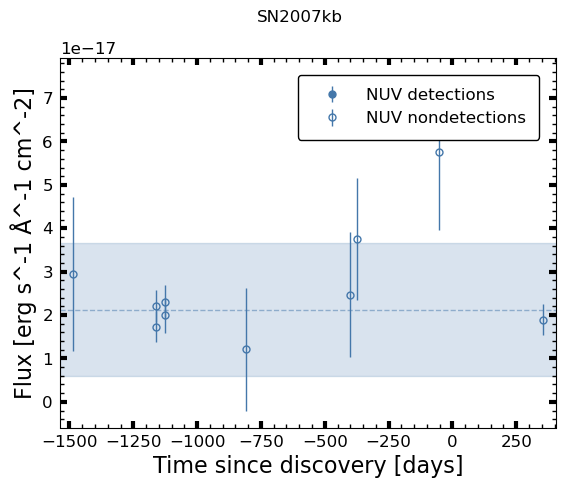 SN2007kb
1e−17
NUV detections
NUV nondetections
7
6
5
4
3
2
1
0
Flux [erg s^-1 Å^-1 cm^-2]
−1500 −1250 −1000 −750 −500 −250 0 250
Time since discovery [days]